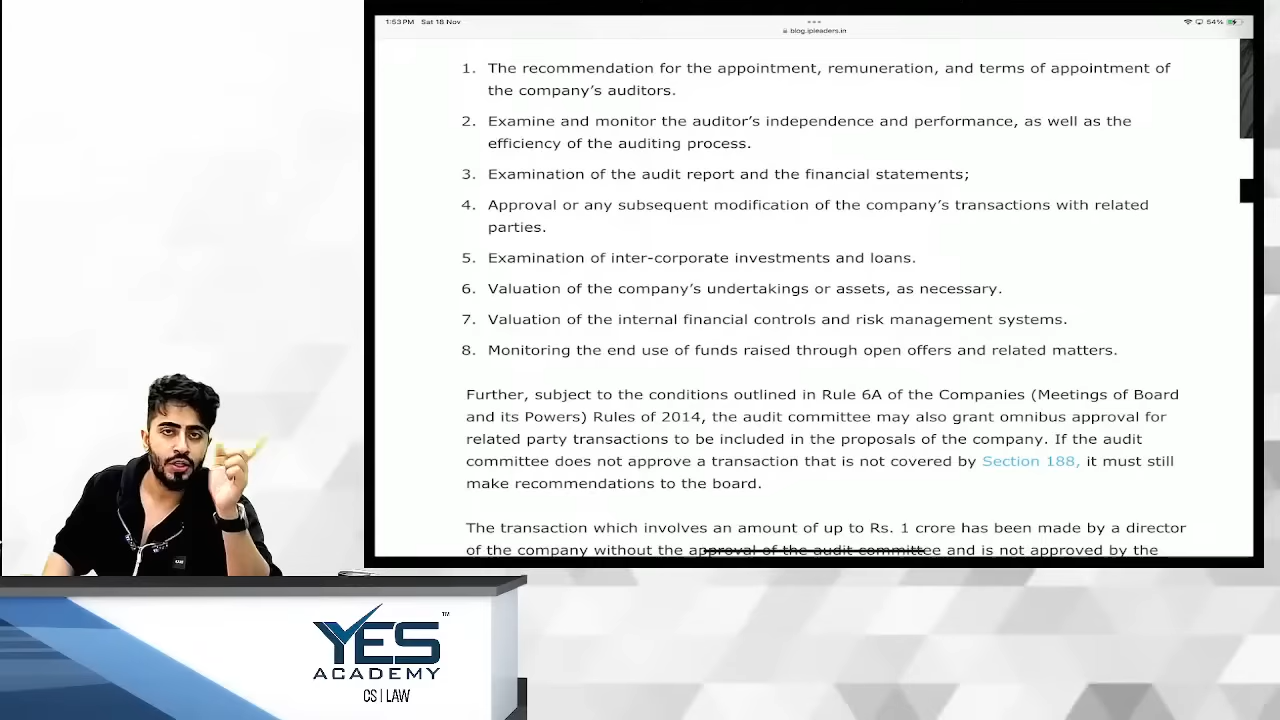 1:53 PM Sat 18 Nov
54%
blog.ipleaders.in
1. The recommendation for the appointment, remuneration, and terms of appointment of
the company's auditors.
2. Examine and monitor the auditor's independence and performance, as well as the
efficiency of the auditing process.
3. Examination of the audit report and the financial statements;
4. Approval or any subsequent modification of the company's transactions with related
parties.
5. Examination of inter-corporate investments and loans.
6. Valuation of the company's undertakings or assets, as necessary.
7. Valuation of the internal financial controls and risk management systems.
8. Monitoring the end use of funds raised through open offers and related matters.
Further, subject to the conditions outlined in Rule 6A of the Companies (Meetings of Board
and its Powers) Rules of 2014, the audit committee may also grant omnibus approval for
related party transactions to be included in the proposals of the company. If the audit
committee does not approve a transaction that is not covered by Section 188, it must still
make recommendations to the board.
The transaction which involves an amount of up to Rs. 1 crore has been made by a director
of the company without the approval of the audit committee and is not approved by the
YES™
ACADEMY
CS | LAW